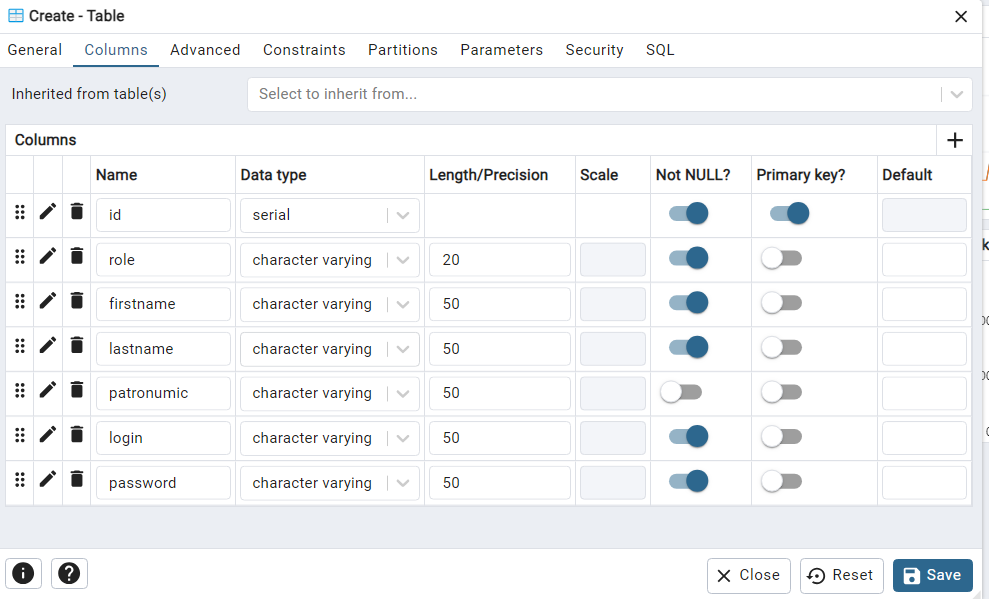 Create - Table
General Columns Advanced Constraints Partitions Parameters Security SQL
Inherited from table(s) Select to inherit from...
Columns
Name Data type Length/Precision Scale Not NULL? Primary key? Default
id serial
role character varying 20
firstname character varying 50
lastname character varying 50
patronumic character varying 50
login character varying 50
password character varying 50
Close Reset Save